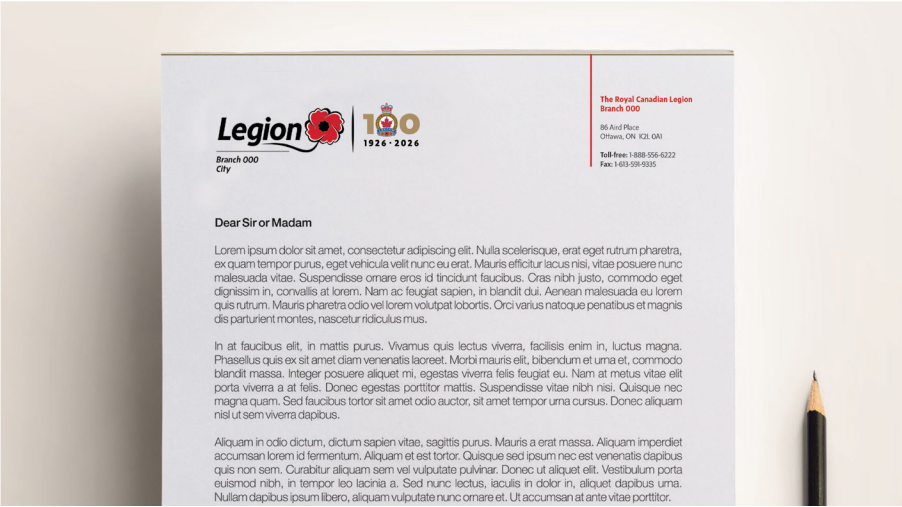 Legion
100
1926 · 2026
Branch 000
City
The Royal Canadian Legion
Branch 000
86 Aird Place
Ottawa, ON K2L 0A1
Toll-free: 1-888-556-6222
Fax: 1-613-591-9335
Dear Sir or Madam
Lorem ipsum dolor sit amet, consectetur adipiscing elit. Nulla scelerisque, erat eget rutrum pharetra,
ex quam tempor purus, eget vehicula velit nunc eu erat. Mauris efficitur lacus nisi, vitae posuere nunc
malesuada vitae. Suspendisse ornare eros id tincidunt faucibus. Cras nibh justo, commodo eget
dignissim in, convallis at lorem. Nam ac feugiat sapien, in blandit dui. Aenean malesuada eu lorem
quis rutrum. Mauris pharetra odio vel lorem volutpat lobortis. Orci varius natoque penatibus et magnis
dis parturient montes, nascetur ridiculus mus.
In at faucibus elit, in mattis purus. Vivamus quis lectus viverra, facilisis enim in, luctus magna.
Phasellus quis ex sit amet diam venenatis laoreet. Morbi mauris elit, bibendum et urna et, commodo
blandit massa. Integer posuere aliquet mi, egestas viverra felis feugiat eu. Nam at metus vitae elit
porta viverra a at felis. Donec egestas porttitor mattis. Suspendisse vitae nibh nisi. Quisque nec
magna quam. Sed faucibus tortor sit amet odio auctor, sit amet tempor urna cursus. Donec aliquam
nisl ut sem viverra dapibus.
Aliquam in odio dictum, dictum sapien vitae, sagittis purus. Mauris a erat massa. Aliquam imperdiet
accumsan lorem id fermentum. Aliquam et est tortor. Quisque sed ipsum nec est venenatis dapibus
quis non sem. Curabitur aliquam sem vel vulputate pulvinar. Donec ut aliquet elit. Vestibulum porta
euismod nibh, in tempor leo lacinia a. Sed nunc lectus, iaculis in dolor in, aliquet dapibus urna.
Nullam dapibus ipsum libero, aliquam vulputate nunc ornare et. Ut accumsan at ante vitae porttitor.